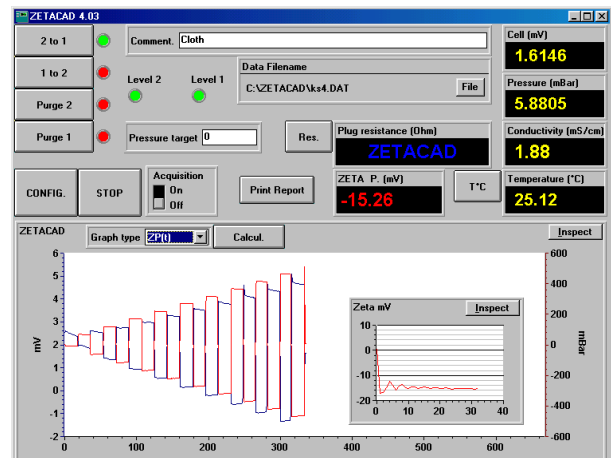 ZETACAD 4.03
2 to 1
Comment. Cloth
Cell (mV)
1.6146
1 to 2
Level 2
Level 1
Data Filename
C:\ZETACAD\ks4.DAT
File
Pressure (mBar)
5.8805
Purge 2
Purge 1
Pressure target 0
Res.
Plug resistance (Ohm)
ZETACAD
Conductivity (mS/cm)
1.88
CONFIG.
STOP
Acquisition
On
Off
Print Report
ZETA P. (mV)
-15.26
T°C
Temperature (°C)
25.12
ZETACAD
Graph type ZP(t)
Calcul.
Inspect
6
5
4
3
2
1
0
-1
-2
mV
0
100
200
300
400
500
600
600
400
200
0
-200
-400
-600
mBar
Zeta mV
Inspect
10
0
-10
-20
0
10
20
30
40